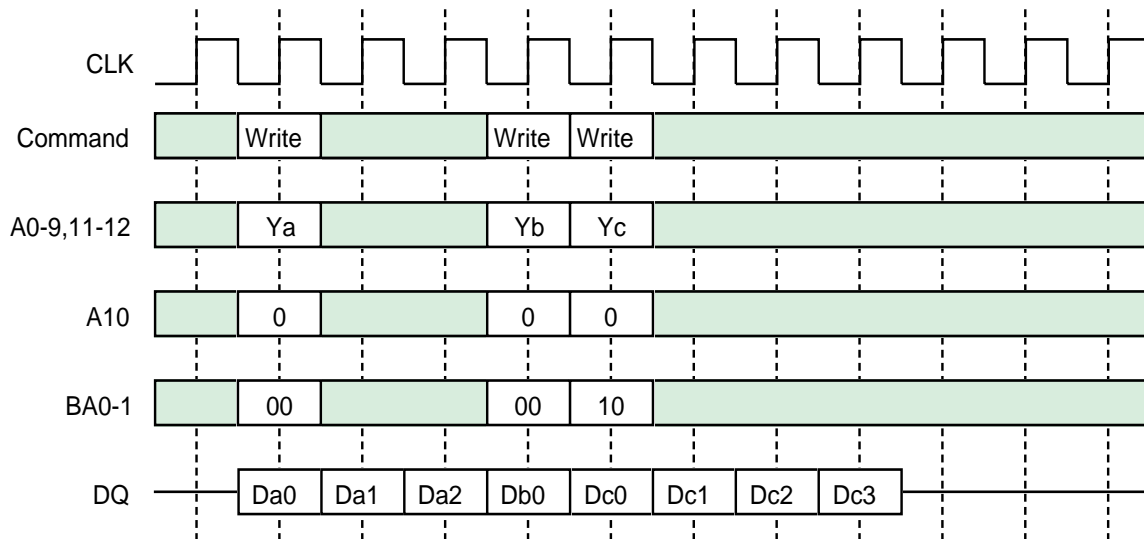 CLK
Command Write Write Write
A0-9,11-12 Ya Yb Yc
A10 0 0 0
BA0-1 00 00 10
DQ Da0 Da1 Da2 Db0 Dc0 Dc1 Dc2 Dc3